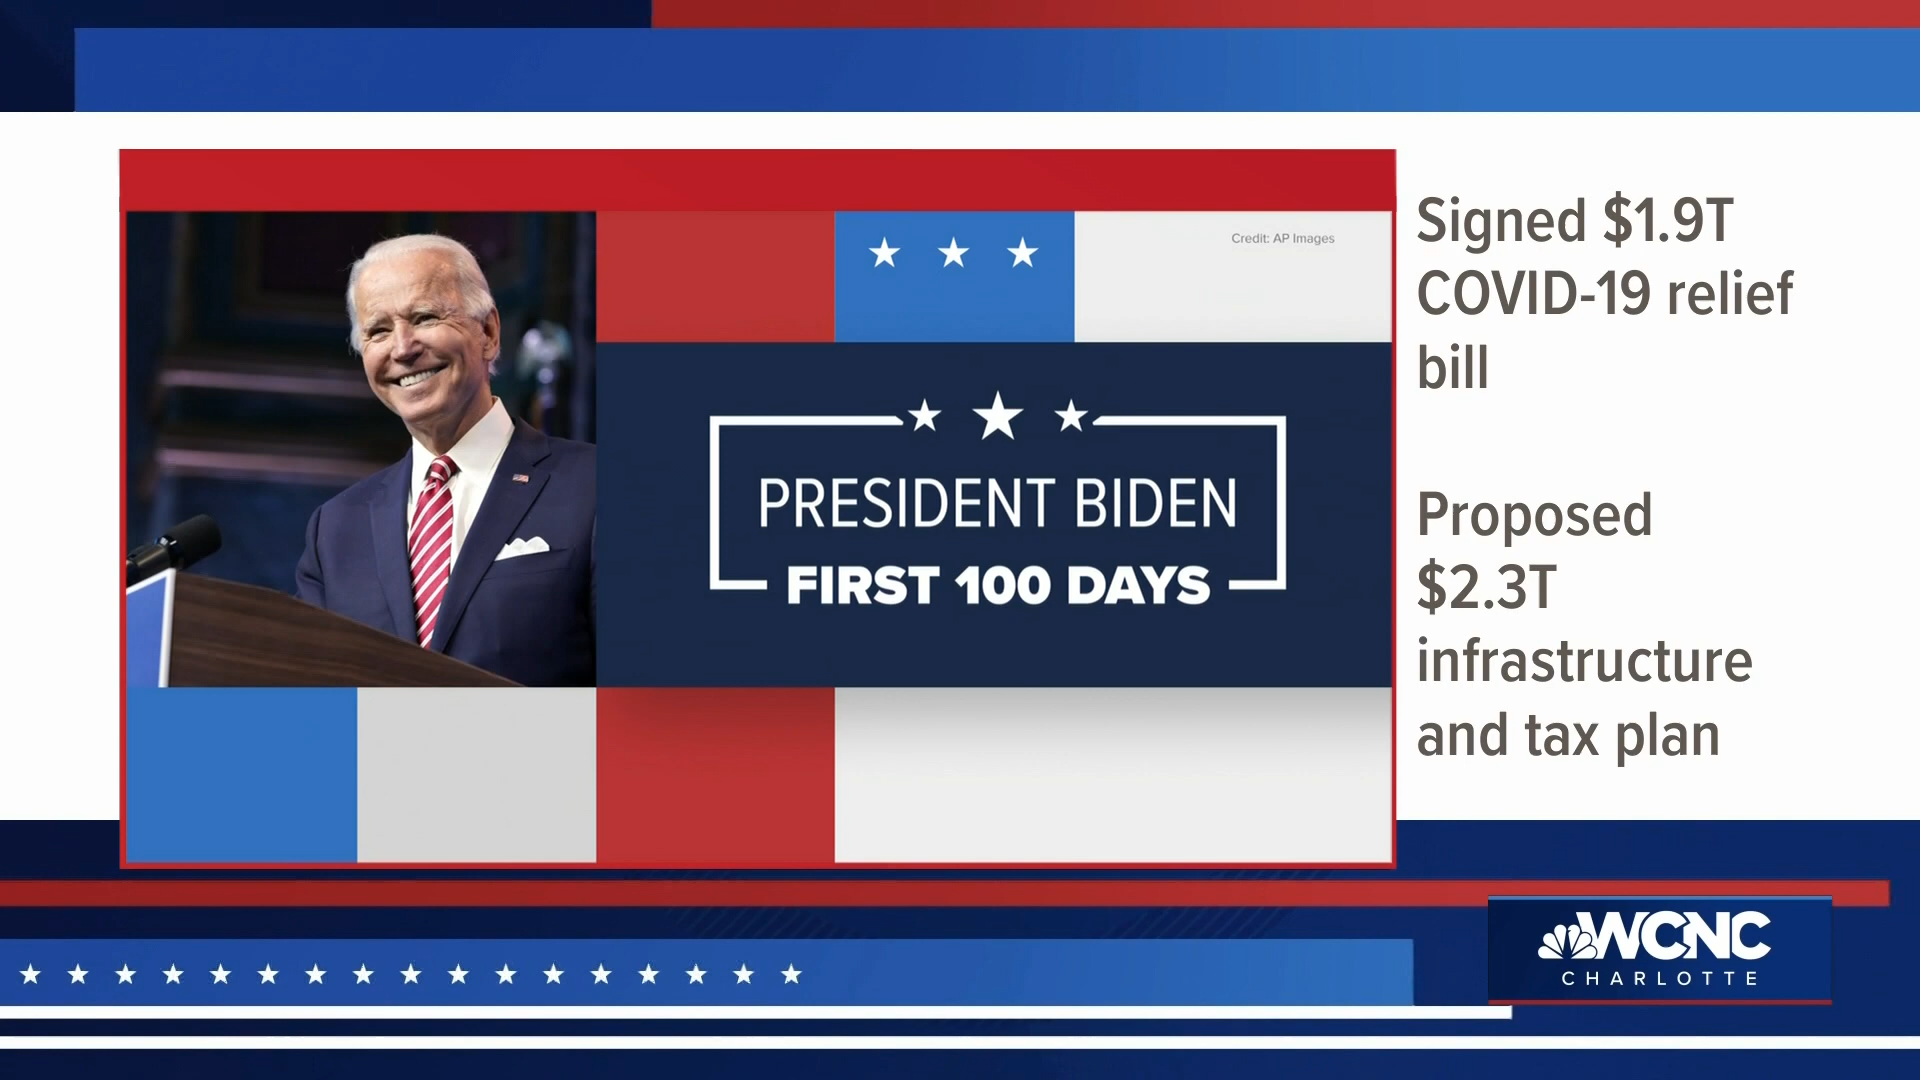 Credit: AP Images
PRESIDENT BIDEN
FIRST 100 DAYS
Signed $1.9T
COVID-19 relief
bill
Proposed
$2.3T
infrastructure
and tax plan
WCNC
CHARLOTTE